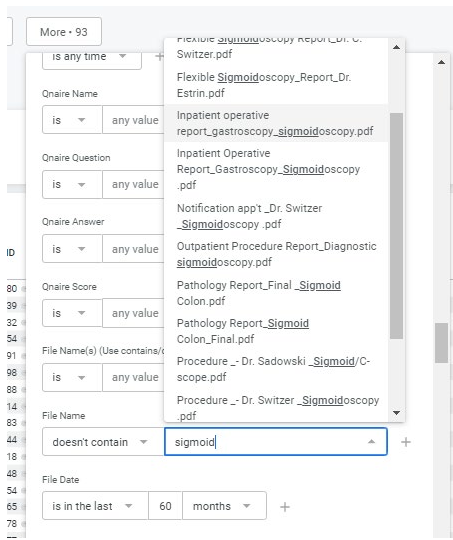 More • 93
is any time
+
Flexible Sigmoidoscopy Report_Dr. C.
Switzer.pdf
Flexible Sigmoidoscopy_Report_Dr.
Estrin.pdf
Inpatient operative
report_gastroscopy_sigmoidoscopy.pdf
Inpatient Operative
Report_Gastroscopy_Sigmoidoscopy
.pdf
Notification app't _Dr. Switzer
_Sigmoidoscopy .pdf
Outpatient Procedure Report_Diagnostic
sigmoidoscopy.pdf
Pathology Report_Final _Sigmoid
Colon.pdf
Pathology Report_Sigmoid
Colon_Final.pdf
Procedure _- Dr. Sadowski _Sigmoid/C-
scope.pdf
Procedure _- Dr. Switzer _Sigmoidoscopy
.pdf
Qnaire Name
is
any value
Qnaire Question
is
any value
Qnaire Answer
is
any value
Qnaire Score
is
any value
File Name(s) (Use contains/
is
any value
File Name
doesn't contain
sigmoid
+
File Date
is in the last
60
months
+
ID
80
39
32
54
91
98
88
14
83
44
18
48
54
65
78
77